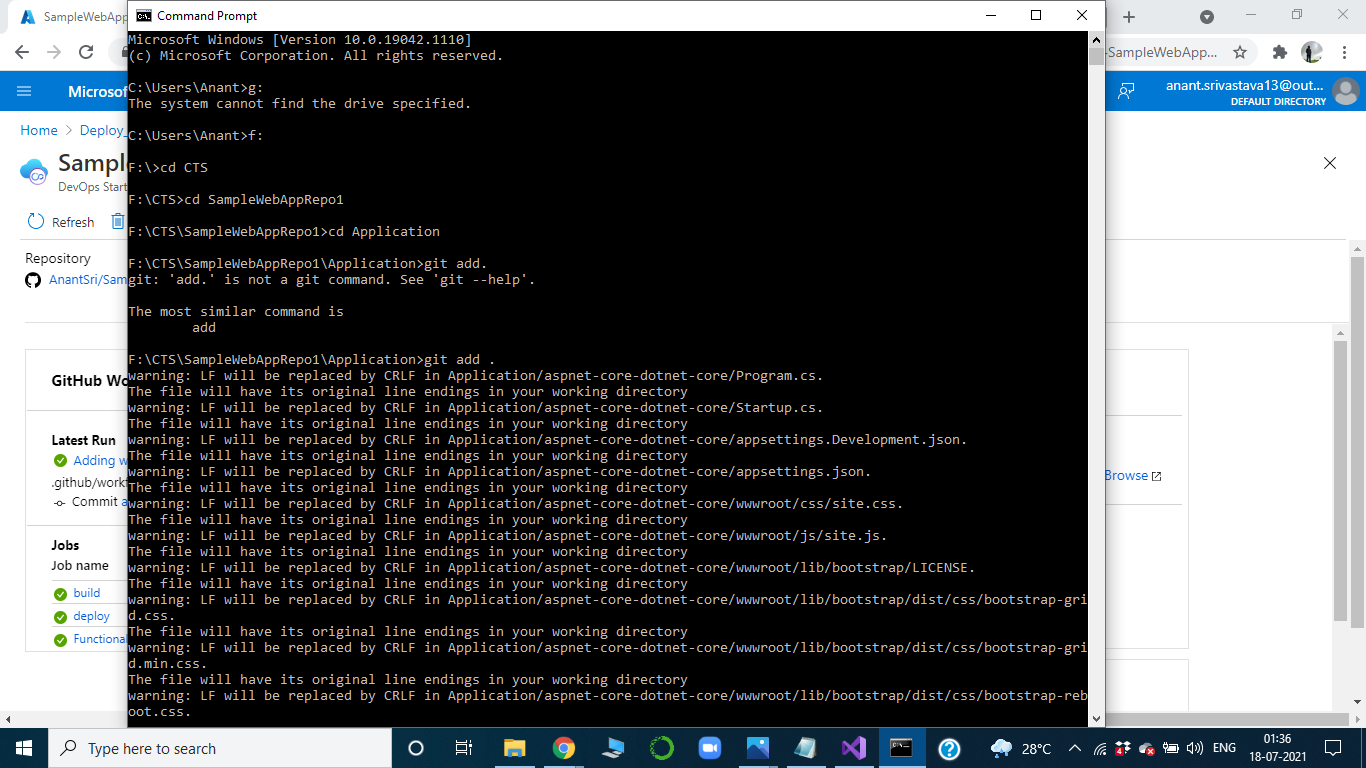 SampleWebApp
Command Prompt
-SampleWebApp...
Microsoft Windows [Version 10.0.19042.1110]
(c) Microsoft Corporation. All rights reserved.
C:\Users\Anant>g:
The system cannot find the drive specified.
C:\Users\Anant>f:
F:\>cd CTS
F:\CTS>cd SampleWebAppRepo1
F:\CTS\SampleWebAppRepo1>cd Application
F:\CTS\SampleWebAppRepo1\Application>git add.
git: 'add.' is not a git command. See 'git --help'.
The most similar command is
add
F:\CTS\SampleWebAppRepo1\Application>git add .
warning: LF will be replaced by CRLF in Application/aspnet-core-dotnet-core/Program.cs.
The file will have its original line endings in your working directory
warning: LF will be replaced by CRLF in Application/aspnet-core-dotnet-core/Startup.cs.
The file will have its original line endings in your working directory
warning: LF will be replaced by CRLF in Application/aspnet-core-dotnet-core/appsettings.Development.json.
The file will have its original line endings in your working directory
warning: LF will be replaced by CRLF in Application/aspnet-core-dotnet-core/appsettings.json.
The file will have its original line endings in your working directory
warning: LF will be replaced by CRLF in Application/aspnet-core-dotnet-core/wwwroot/css/site.css.
The file will have its original line endings in your working directory
warning: LF will be replaced by CRLF in Application/aspnet-core-dotnet-core/wwwroot/js/site.js.
The file will have its original line endings in your working directory
warning: LF will be replaced by CRLF in Application/aspnet-core-dotnet-core/wwwroot/lib/bootstrap/LICENSE.
The file will have its original line endings in your working directory
warning: LF will be replaced by CRLF in Application/aspnet-core-dotnet-core/wwwroot/lib/bootstrap/dist/css/bootstrap-gri
d.css.
The file will have its original line endings in your working directory
warning: LF will be replaced by CRLF in Application/aspnet-core-dotnet-core/wwwroot/lib/bootstrap/dist/css/bootstrap-gri
d.min.css.
The file will have its original line endings in your working directory
warning: LF will be replaced by CRLF in Application/aspnet-core-dotnet-core/wwwroot/lib/bootstrap/dist/css/bootstrap-reb
oot.css.
Microsof
anant.srivastava13@out...
DEFAULT DIRECTORY
Home > Deploy_
Sampl
DevOps Start
Refresh
Repository
AnantSri/Sam
GitHub Wo
Latest Run
Adding w
.github/work
Commit a
Browse
Jobs
Job name
build
deploy
Functional
Type here to search
28°C
ENG
01:36
18-07-2021